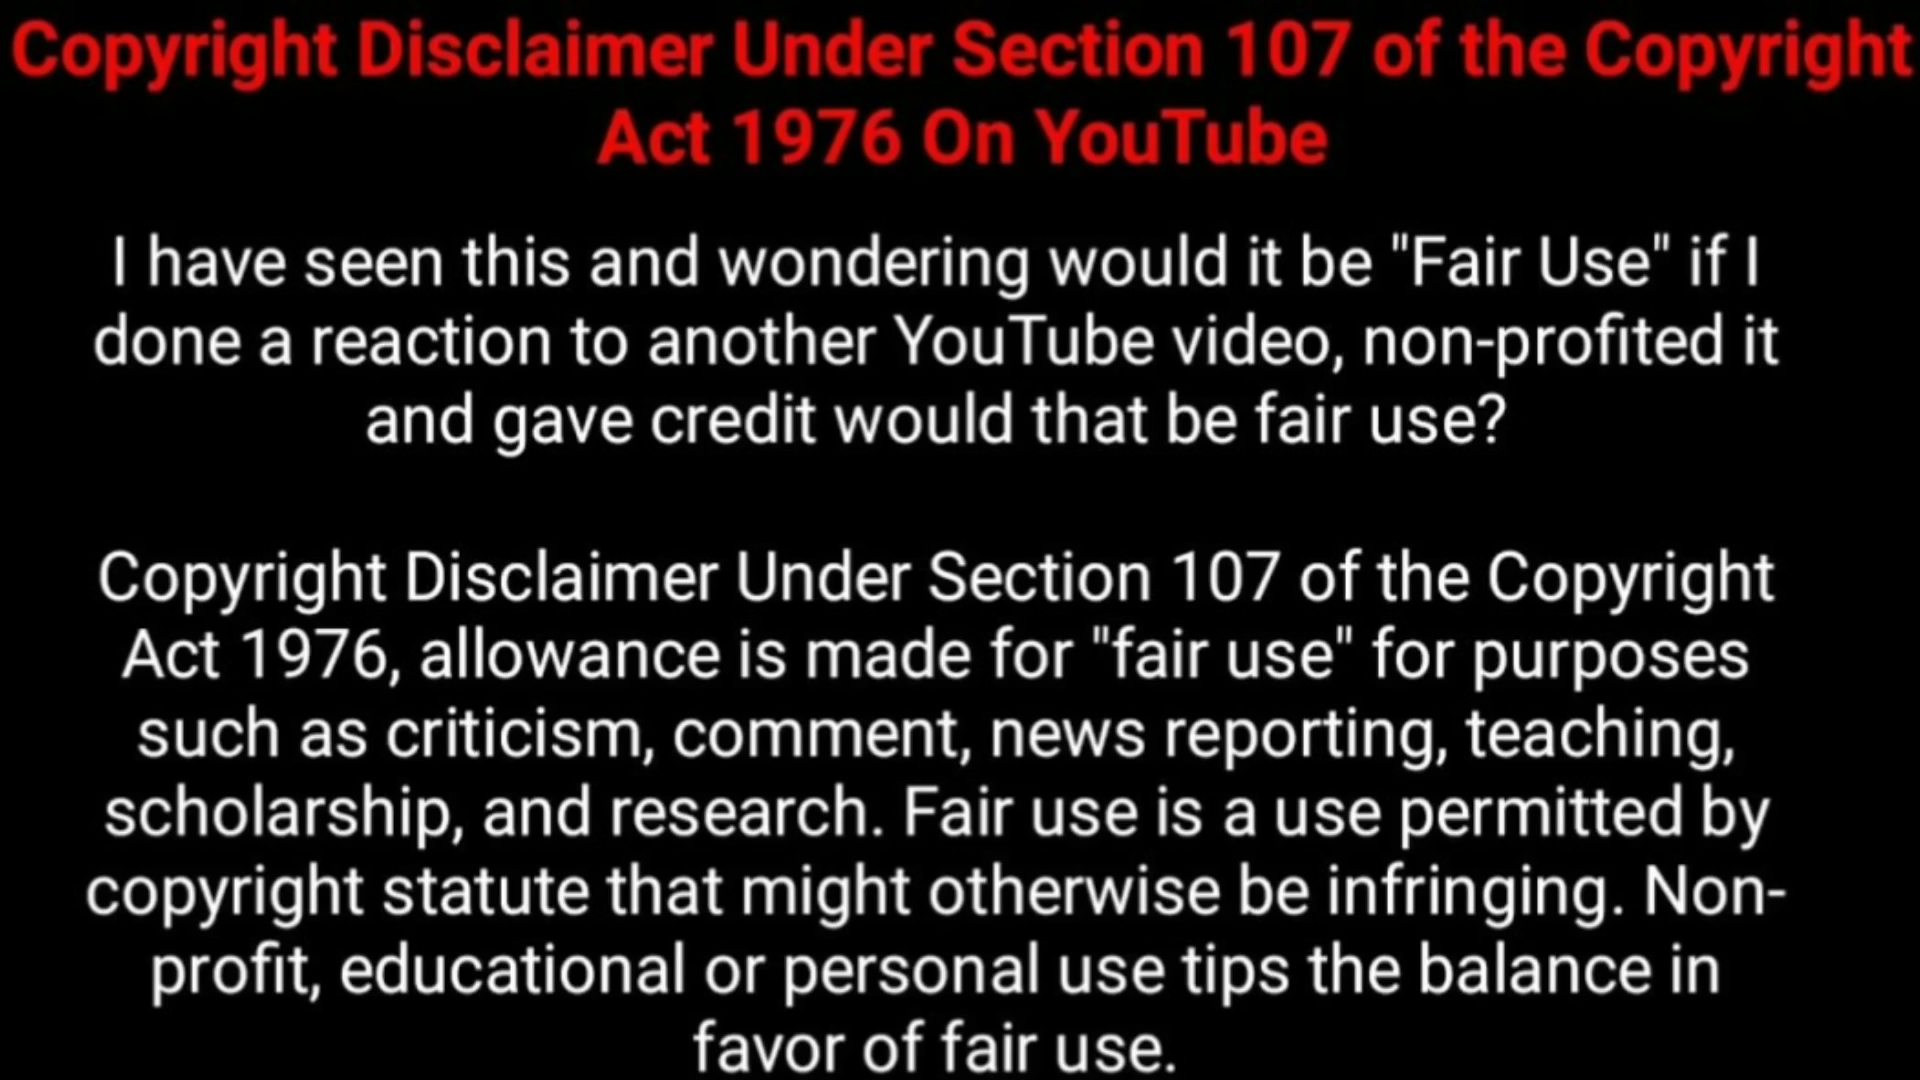 Copyright Disclaimer Under Section 107 of the Copyright
Act 1976 On YouTube
I have seen this and wondering would it be "Fair Use" if I
done a reaction to another YouTube video, non-profited it
and gave credit would that be fair use?
Copyright Disclaimer Under Section 107 of the Copyright
Act 1976, allowance is made for "fair use" for purposes
such as criticism, comment, news reporting, teaching,
scholarship, and research. Fair use is a use permitted by
copyright statute that might otherwise be infringing. Non-
profit, educational or personal use tips the balance in
favor of fair use.